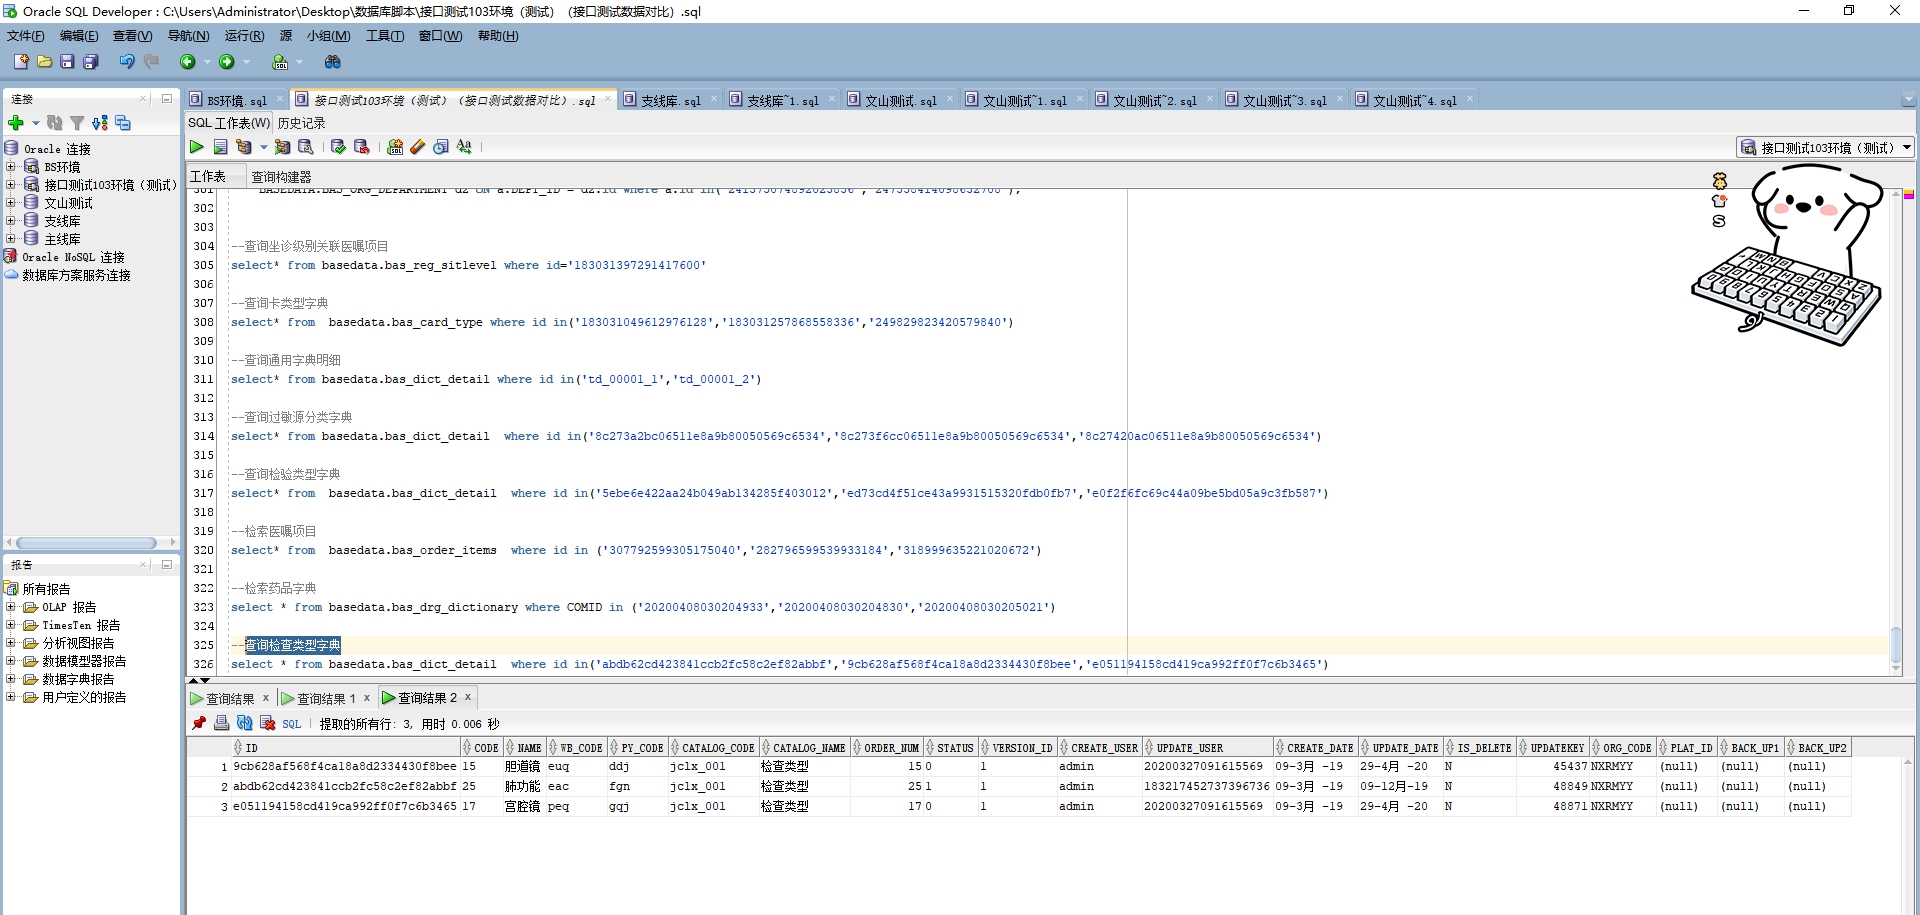 Oracle SQL Developer : C:\Users\Administrator\Desktop\数据库脚本\接口测试103环境（测试）（接口测试数据对比）.sql
文件(F) 编辑(E) 查看(V) 导航(N) 运行(R) 源 小组(M) 工具(T) 窗口(W) 帮助(H)
连接
BS环境.sql 接口测试103环境（测试）（接口测试数据对比）.sql 支线库.sql 支线库~1.sql 文山测试.sql 文山测试~1.sql 文山测试~2.sql 文山测试~3.sql 文山测试~4.sql
SQL 工作表(W) 历史记录
接口测试103环境（测试）
Oracle 连接
BS环境
接口测试103环境（测试）
文山测试
支线库
主线库
Oracle NoSQL 连接
数据库方案服务连接
报告
所有报告
OLAP 报告
TimesTen 报告
分析视图报告
数据模型器报告
数据字典报告
用户定义的报告
工作表 查询构建器
302
303
304 --查询坐诊级别关联医嘱项目
305 select* from basedata.bas_reg_sitlevel where id='183031397291417600'
306
307 --查询卡类型字典
308 select* from  basedata.bas_card_type where id in('183031049612976128','183031257868558336','249829823420579840')
309
310 --查询通用字典明细
311 select* from basedata.bas_dict_detail where id in('td_00001_1','td_00001_2')
312
313 --查询过敏源分类字典
314 select* from basedata.bas_dict_detail  where id in('8c273a2bc06511e8a9b80050569c6534','8c273f6cc06511e8a9b80050569c6534','8c27420ac06511e8a9b80050569c6534')
315
316 --查询检验类型字典
317 select* from  basedata.bas_dict_detail  where id in('5ebe6e422aa24b049ab134285f403012','ed73cd4f51ce43a9931515320fdb0fb7','e0f2f6fc69c44a09be5bd05a9c3fb587')
318
319 --检索医嘱项目
320 select* from  basedata.bas_order_items  where id in ('307792599305175040','282796599539933184','318999635221020672')
321
322 --检索药品字典
323 select * from basedata.bas_drg_dictionary where COMID in ('20200408030204933','20200408030204830','20200408030205021')
324
325 --查询检查类型字典
326 select * from basedata.bas_dict_detail  where id in('abdb62cd423841ccb2fc58c2ef82abbf','9cb628af568f4ca18a8d2334430f8bee','e051194158cd419ca992ff0f7c6b3465')
查询结果 查询结果 1 查询结果 2
SQL 提取的所有行: 3, 用时 0.006 秒
ID CODE NAME WB_CODE PY_CODE CATALOG_CODE CATALOG_NAME ORDER_NUM STATUS VERSION_ID CREATE_USER UPDATE_USER CREATE_DATE UPDATE_DATE IS_DELETE UPDATEKEY ORG_CODE PLAT_ID BACK_UP1 BACK_UP2
1 9cb628af568f4ca18a8d2334430f8bee 15 胆道镜 euq ddj jclx_001 检查类型 15 0 1 admin 20200327091615569 09-3月 -19 29-4月 -20 N 45437 NXRMYY (null) (null) (null)
2 abdb62cd423841ccb2fc58c2ef82abbf 25 肺功能 eac fgn jclx_001 检查类型 25 1 1 admin 183217452737396736 09-3月 -19 09-12月-19 N 48849 NXRMYY (null) (null) (null)
3 e051194158cd419ca992ff0f7c6b3465 17 宫腔镜 peq gqj jclx_001 检查类型 17 0 1 admin 20200327091615569 09-3月 -19 29-4月 -20 N 48871 NXRMYY (null) (null) (null)